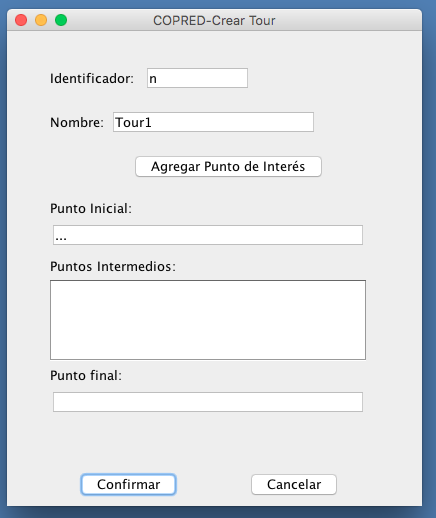 COPRED-Crear Tour
Identificador: n
Nombre: Tour1
Agregar Punto de Interés
Punto Inicial:
...
Puntos Intermedios:
Punto final:
Confirmar Cancelar